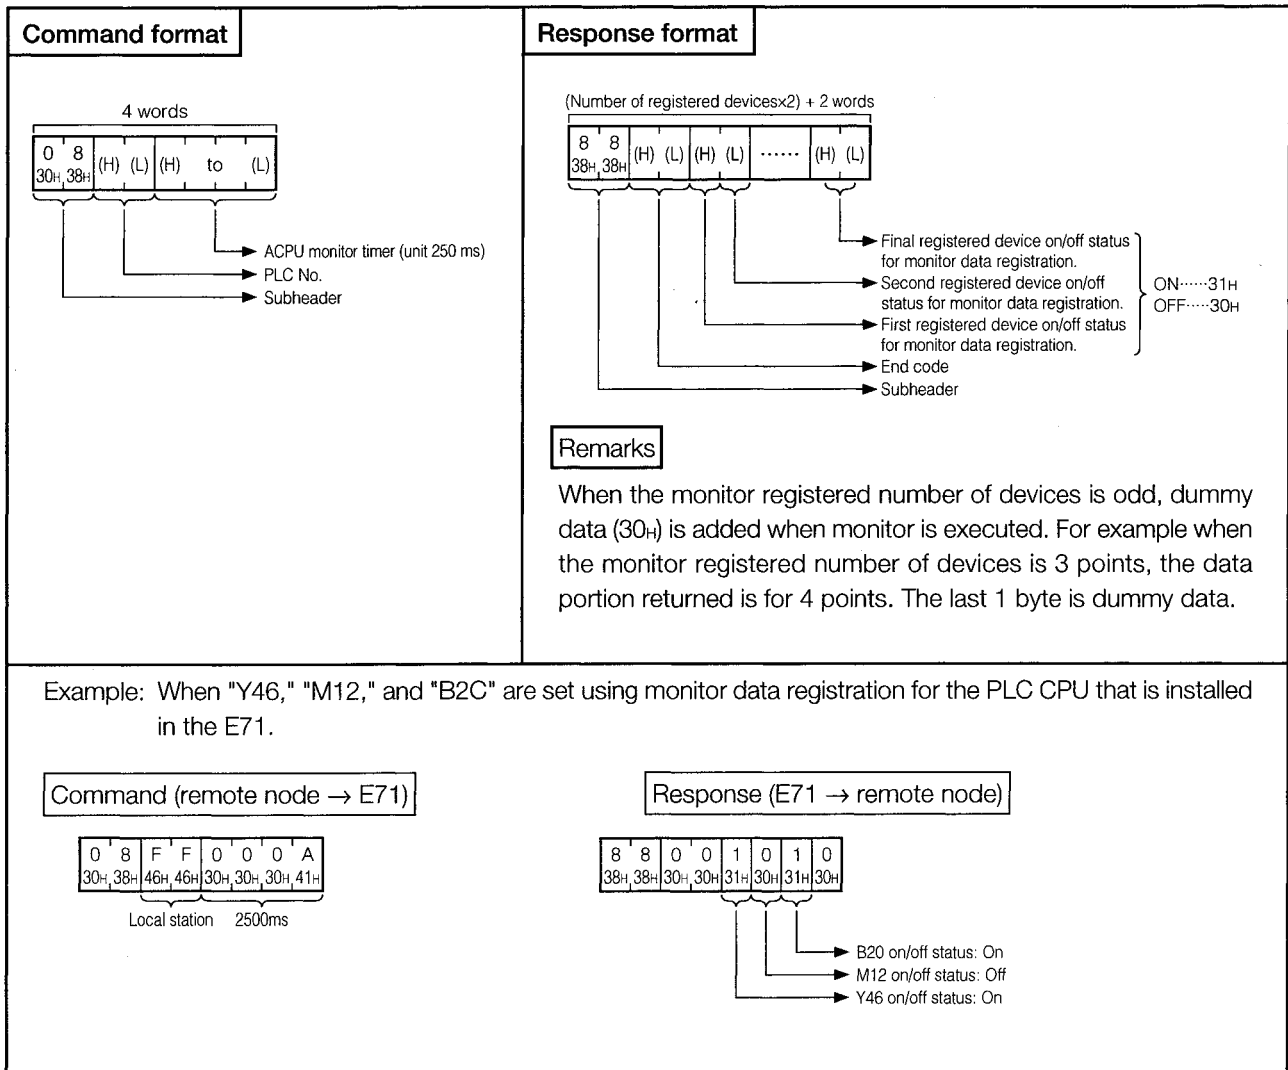 Command format
4 words
0 8 (H) (L) (H) to (L)
30H 38H
ACPU monitor timer (unit 250 ms)
PLC No.
Subheader
Response format
(Number of registered devicesx2) + 2 words
8 8 (H) (L) (H) (L) ...... (H) (L)
38H 38H
Final registered device on/off status
for monitor data registration.
Second registered device on/off
status for monitor data registration.
First registered device on/off status
for monitor data registration.
End code
Subheader
ON······31H
OFF·····30H
Remarks
When the monitor registered number of devices is odd, dummy
data (30H) is added when monitor is executed. For example when
the monitor registered number of devices is 3 points, the data
portion returned is for 4 points. The last 1 byte is dummy data.
Example: When "Y46," "M12," and "B2C" are set using monitor data registration for the PLC CPU that is installed
in the E71.
Command (remote node → E71)
0 8 F F 0 0 0 A
30H 38H 46H 46H 30H 30H 30H 41H
Local station 2500ms
Response (E71 → remote node)
8 8 0 0 1 0 1 0
38H 38H 30H 30H 31H 30H 31H 30H
B20 on/off status: On
M12 on/off status: Off
Y46 on/off status: On